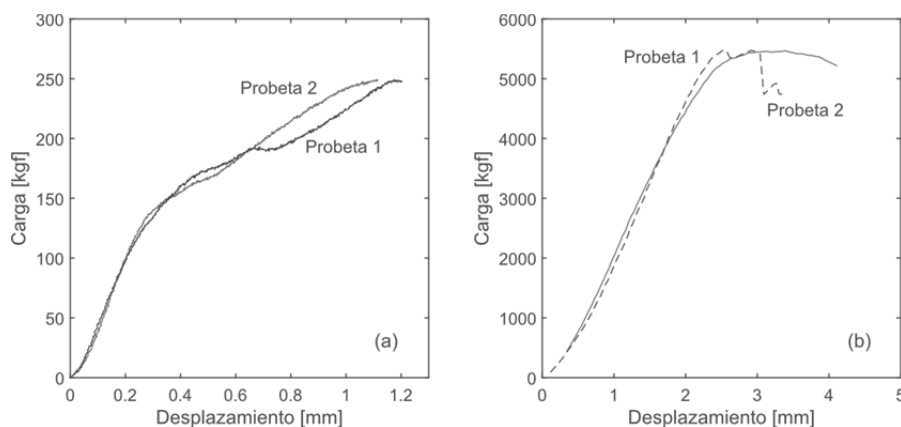 300
250
200
150
100
50
0
Carga [kgf]
Probeta 2
Probeta 1
(a)
0 0.2 0.4 0.6 0.8 1 1.2
Desplazamiento [mm]
6000
5000
4000
3000
2000
1000
0
Carga [kgf]
Probeta 1
Probeta 2
(b)
0 1 2 3 4 5
Desplazamiento [mm]